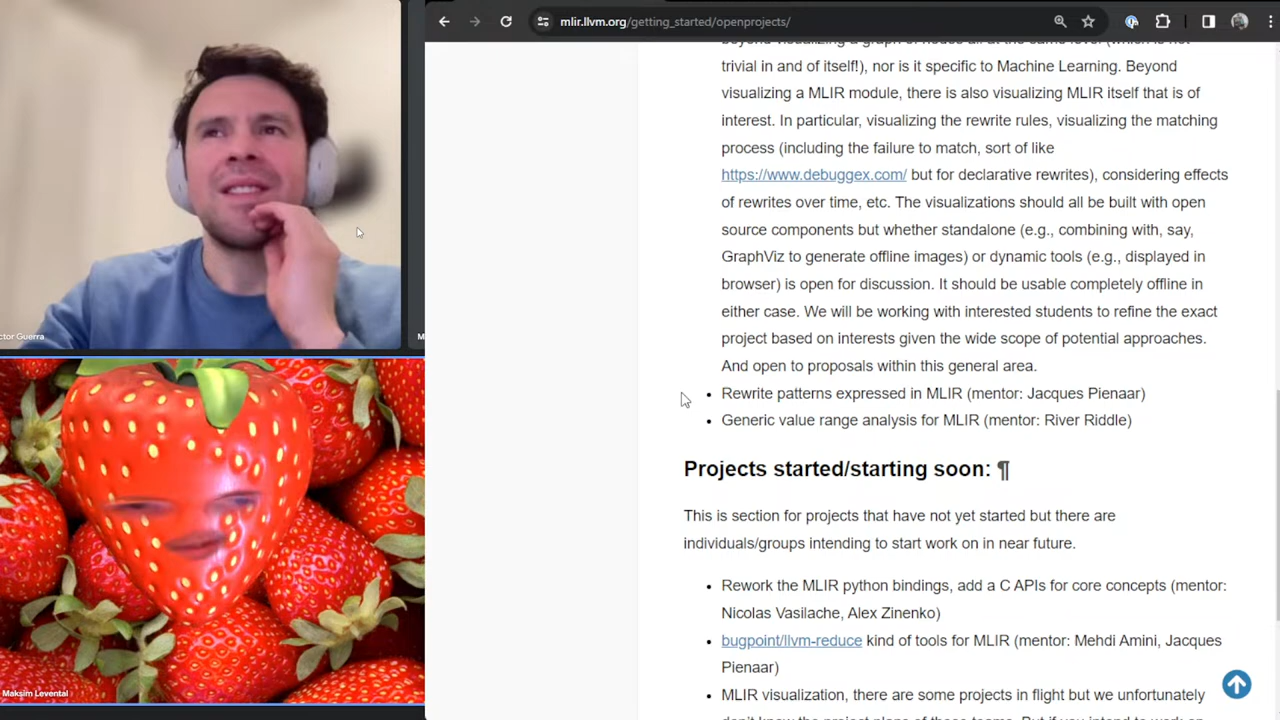 mlir.llvm.org/getting_started/openprojects/
trivial in and of itself!), nor is it specific to Machine Learning. Beyond
visualizing a MLIR module, there is also visualizing MLIR itself that is of
interest. In particular, visualizing the rewrite rules, visualizing the matching
process (including the failure to match, sort of like
https://www.debuggex.com/ but for declarative rewrites), considering effects
of rewrites over time, etc. The visualizations should all be built with open
source components but whether standalone (e.g., combining with, say,
GraphViz to generate offline images) or dynamic tools (e.g., displayed in
browser) is open for discussion. It should be usable completely offline in
either case. We will be working with interested students to refine the exact
project based on interests given the wide scope of potential approaches.
And open to proposals within this general area.
• Rewrite patterns expressed in MLIR (mentor: Jacques Pienaar)
• Generic value range analysis for MLIR (mentor: River Riddle)
Projects started/starting soon: ¶
This is section for projects that have not yet started but there are
individuals/groups intending to start work on in near future.
• Rework the MLIR python bindings, add a C APIs for core concepts (mentor:
Nicolas Vasilache, Alex Zinenko)
• bugpoint/llvm-reduce kind of tools for MLIR (mentor: Mehdi Amini, Jacques
Pienaar)
• MLIR visualization, there are some projects in flight but we unfortunately
ctor Guerra
M
Maksim Levental